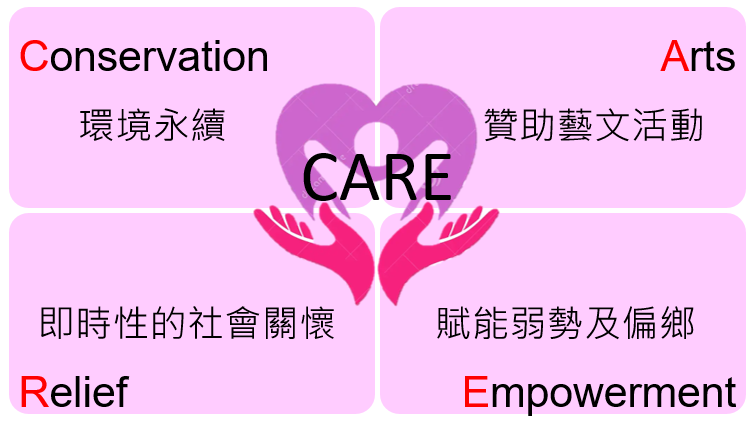 Conservation
環境永續
Arts
贊助藝文活動
CARE
即時性的社會關懷
Relief
賦能弱勢及偏鄉
Empowerment